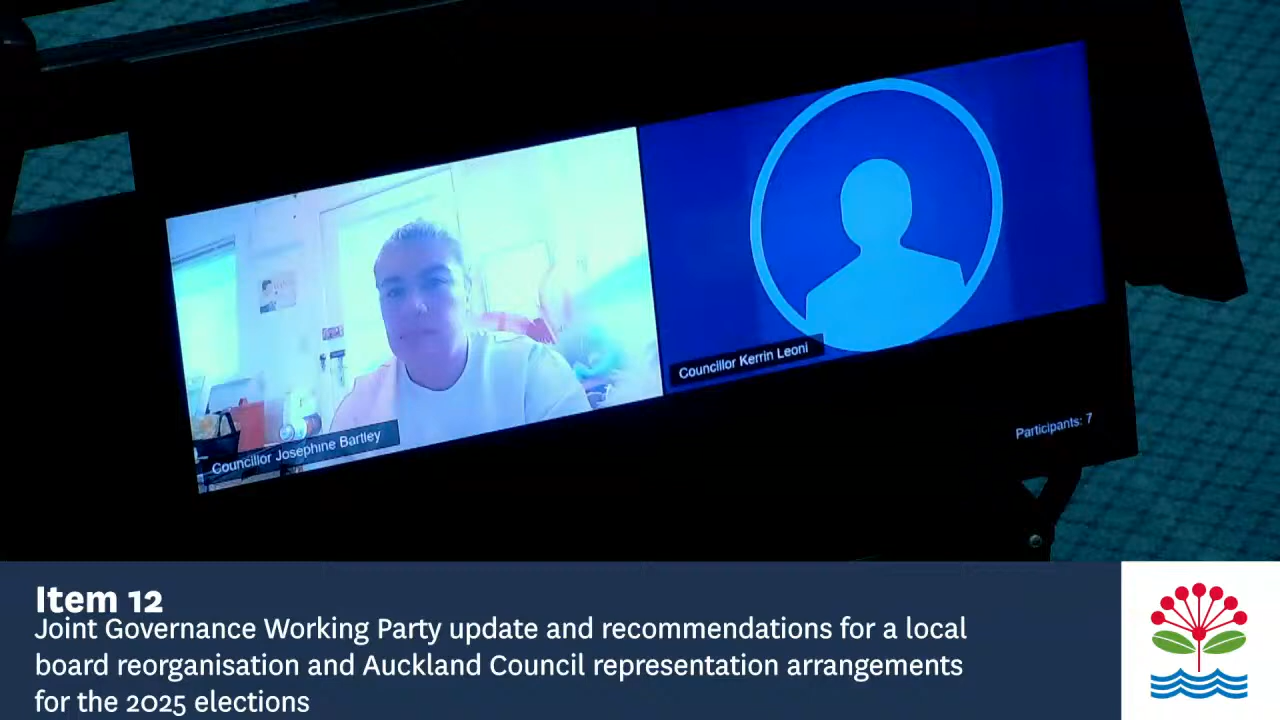 Councillor Josephine Bartley
Councillor Kerrin Leoni
Participants: 7
Item 12
Joint Governance Working Party update and recommendations for a local
board reorganisation and Auckland Council representation arrangements
for the 2025 elections